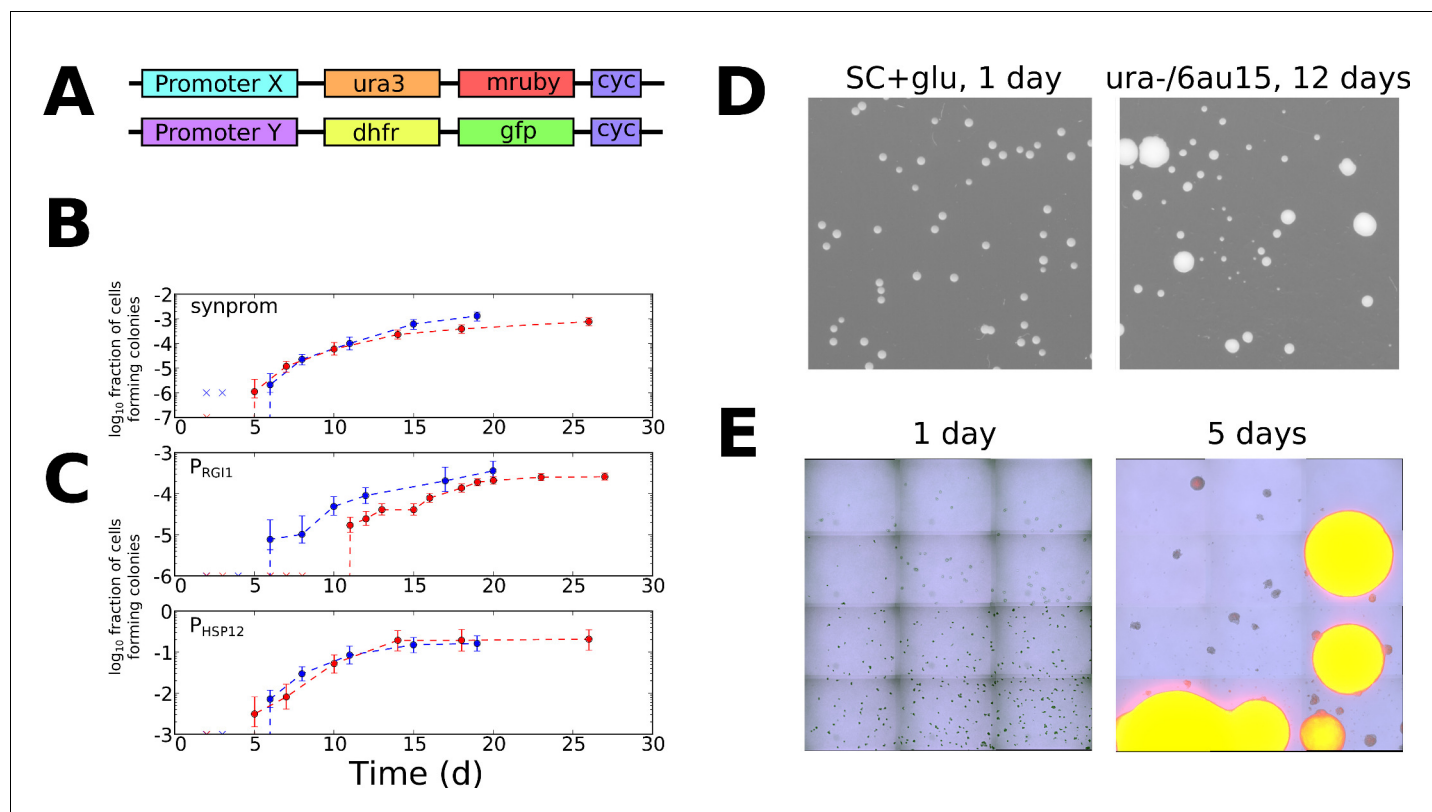 A
Promoter X ura3 mruby cyc
Promoter Y dhfr gfp cyc
B
log10 fraction of cells
forming colonies
synprom
-2
-3
-4
-5
-6
-7
0 5 10 15 20 25 30
C
log10 fraction of cells
forming colonies
PRGI1
-3
-4
-5
-6
0 5 10 15 20 25 30
PHSP12
0
-1
-2
-3
0 5 10 15 20 25 30
Time (d)
D
SC+glu, 1 day ura-/6au15, 12 days
E
1 day 5 days